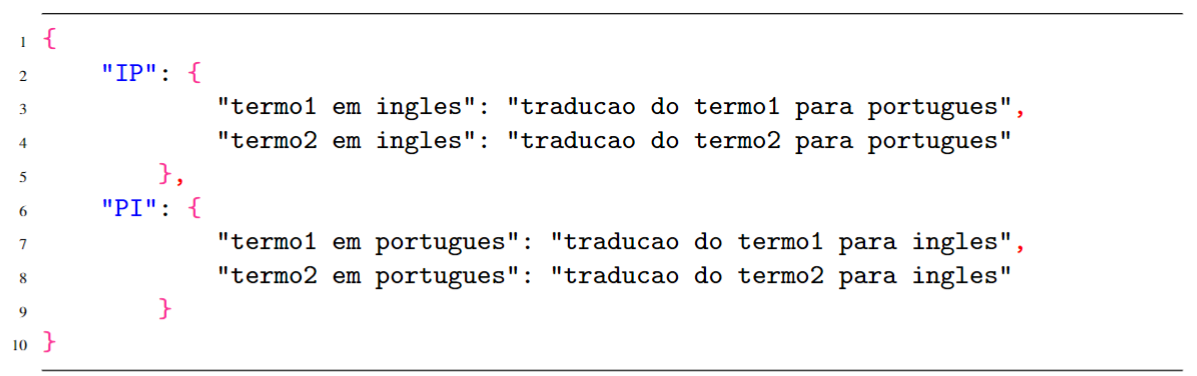 1 {
2 "IP": {
3 "termo1 em ingles": "traducao do termo1 para portugues",
4 "termo2 em ingles": "traducao do termo2 para portugues"
5 },
6 "PI": {
7 "termo1 em portugues": "traducao do termo1 para ingles",
8 "termo2 em portugues": "traducao do termo2 para ingles"
9 }
10 }